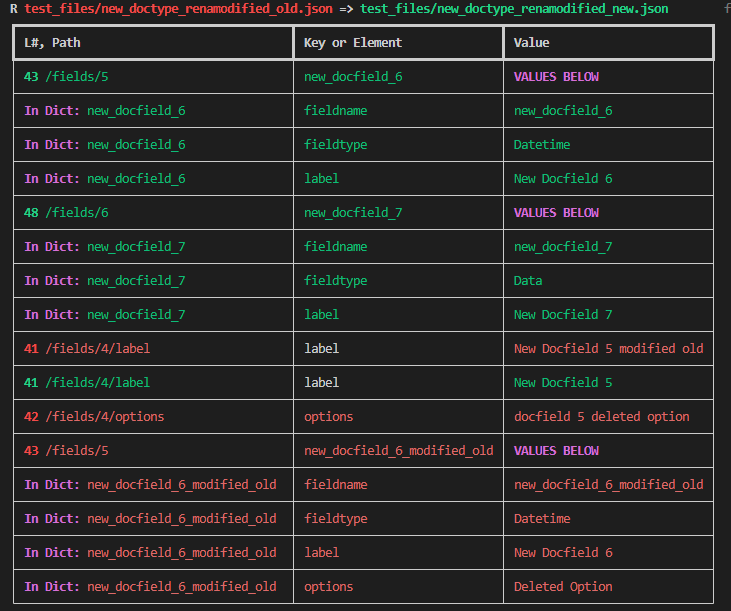 R test_files/new_doctype_renamodified_old.json => test_files/new_doctype_renamodified_new.json f
L#, Path Key or Element Value
43 /fields/5 new_docfield_6 VALUES BELOW
In Dict: new_docfield_6 fieldname new_docfield_6
In Dict: new_docfield_6 fieldtype Datetime
In Dict: new_docfield_6 label New Docfield 6
48 /fields/6 new_docfield_7 VALUES BELOW
In Dict: new_docfield_7 fieldname new_docfield_7
In Dict: new_docfield_7 fieldtype Data
In Dict: new_docfield_7 label New Docfield 7
41 /fields/4/label label New Docfield 5 modified old
41 /fields/4/label label New Docfield 5
42 /fields/4/options options docfield 5 deleted option
43 /fields/5 new_docfield_6_modified_old VALUES BELOW
In Dict: new_docfield_6_modified_old fieldname new_docfield_6_modified_old
In Dict: new_docfield_6_modified_old fieldtype Datetime
In Dict: new_docfield_6_modified_old label New Docfield 6
In Dict: new_docfield_6_modified_old options Deleted Option